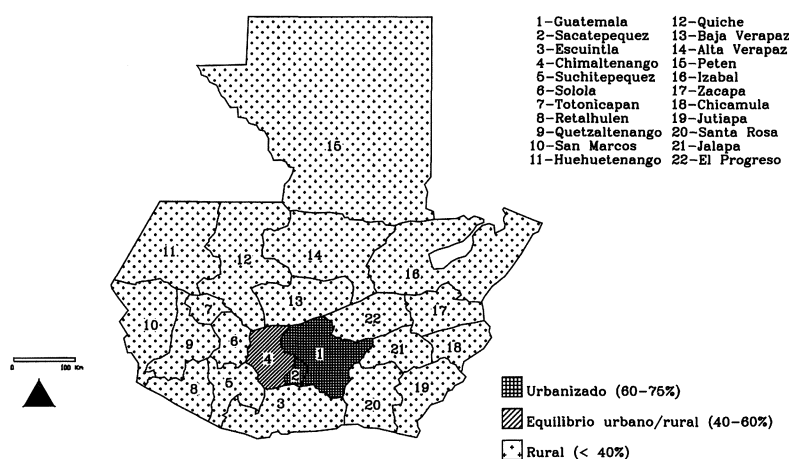 1-Guatemala
2-Sacatepequez
3-Escuintla
4-Chimaltenango
5-Suchitepequez
6-Solola
7-Totonicapan
8-Retalhulen
9-Quetzaltenango
10-San Marcos
11-Huehuetenango
12-Quiche
13-Baja Verapaz
14-Alta Verapaz
15-Peten
16-Izabal
17-Zacapa
18-Chicamula
19-Jutiapa
20-Santa Rosa
21-Jalapa
22-El Progreso
15
11
12
14
16
13
10
7
22
17
9
6
4
1
21
18
2
8
5
3
20
19
0 100 Km
Urbanizado (60-75%)
Equilibrio urbano/rural (40-60%)
Rural (< 40%)